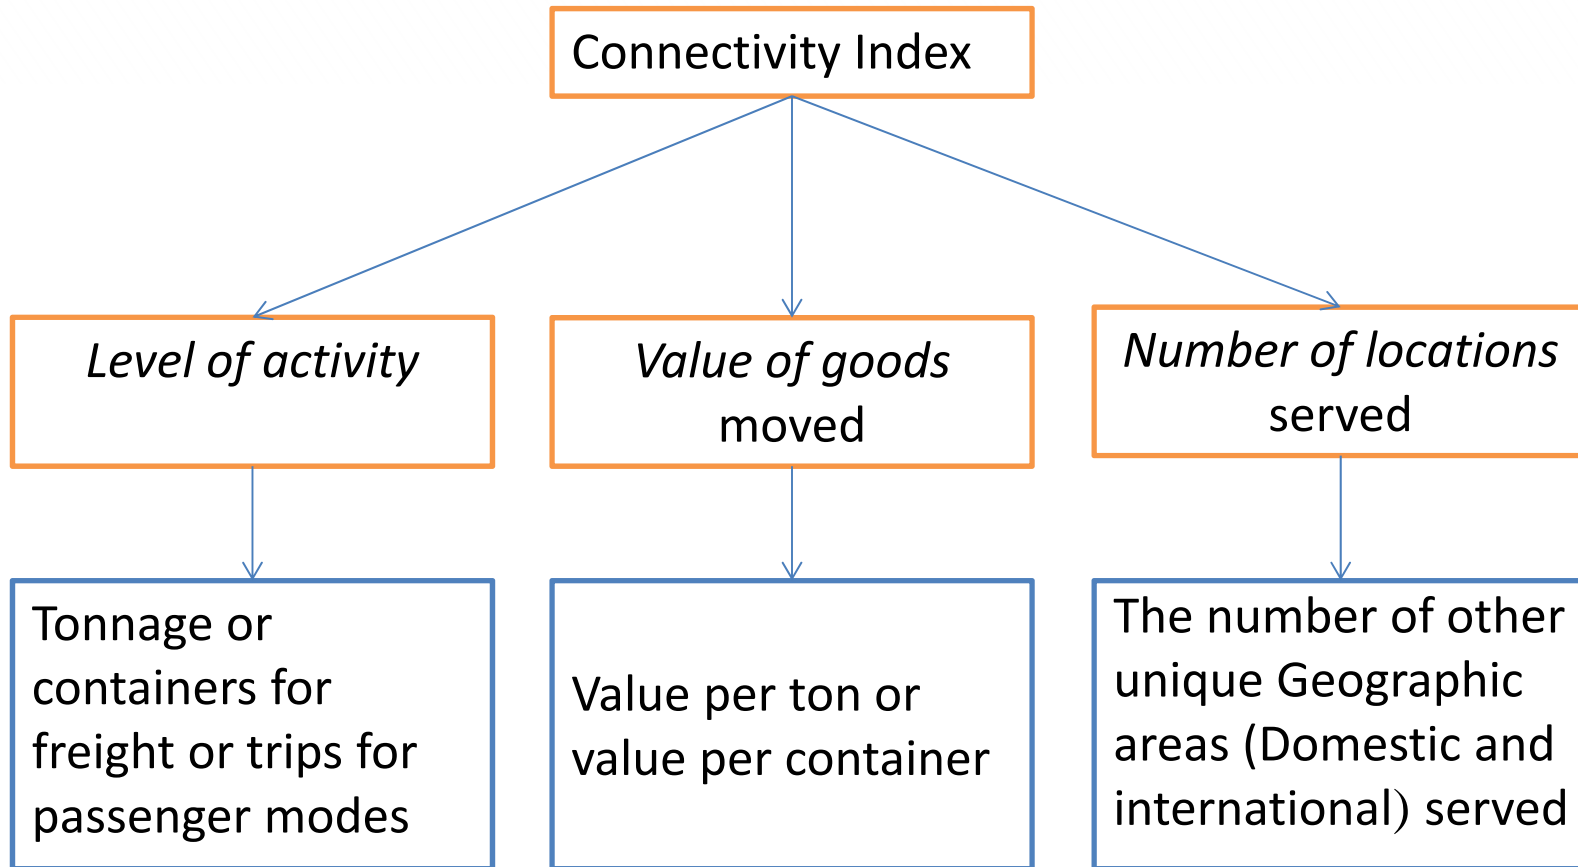 Connectivity Index
Level of activity
Value of goods
moved
Number of locations
served
Tonnage or
containers for
freight or trips for
passenger modes
Value per ton or
value per container
The number of other
unique Geographic
areas (Domestic and
international) served